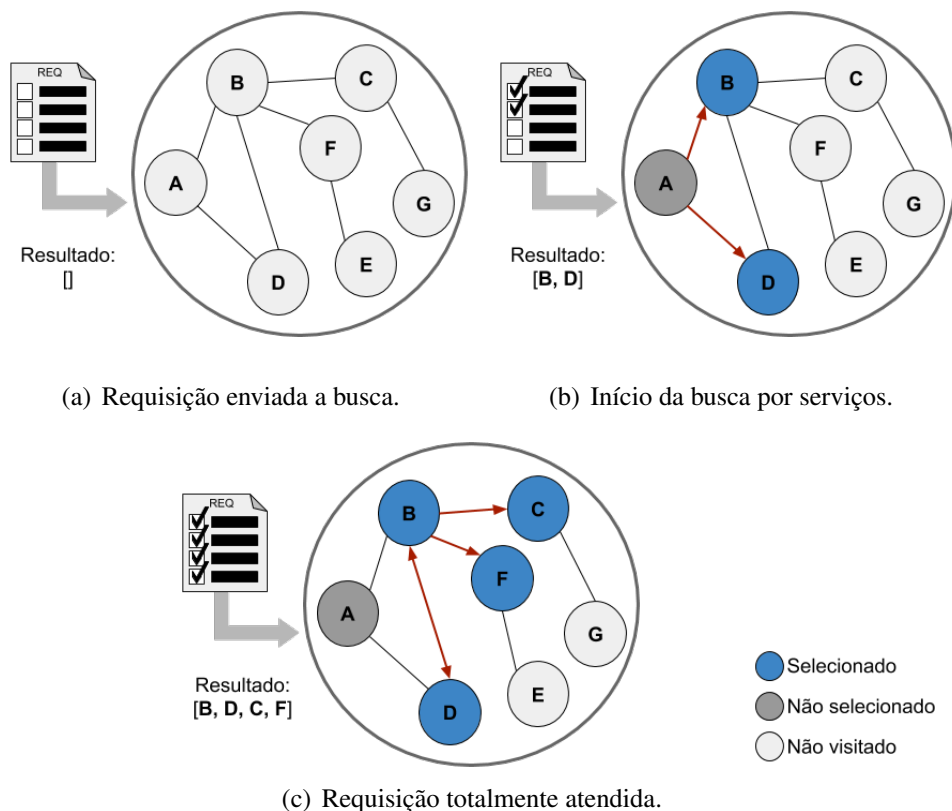 REQ
B
C
F
A
G
E
D
Resultado:
[]
(a) Requisição enviada a busca.
REQ
B
C
F
A
G
E
D
Resultado:
[B, D]
(b) Início da busca por serviços.
REQ
B
C
F
A
G
E
D
Resultado:
[B, D, C, F]
Selecionado
Não selecionado
Não visitado
(c) Requisição totalmente atendida.